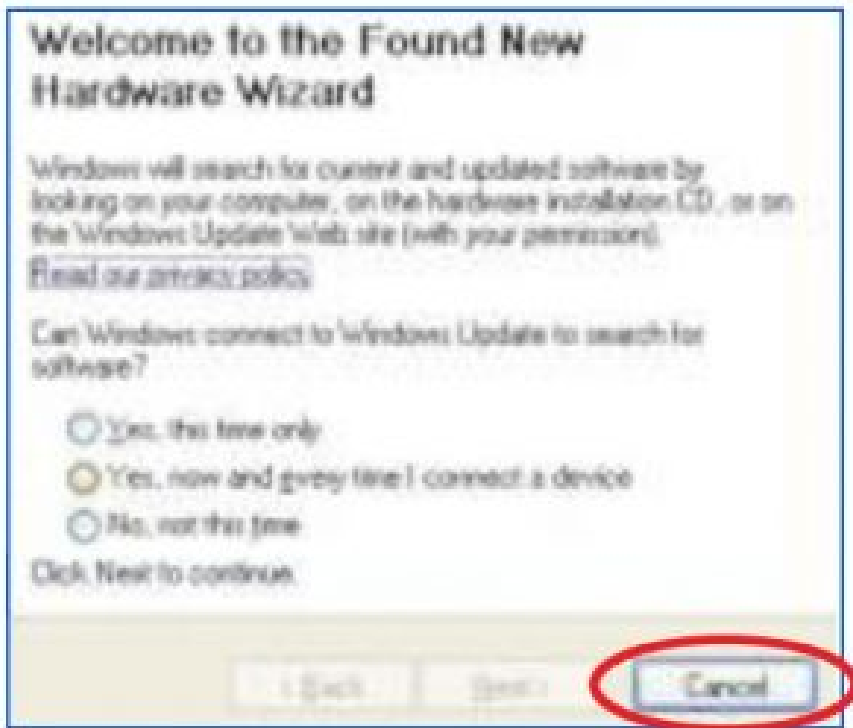 Welcome to the Found New
Hardware Wizard
Windows will search for current and updated software by
looking on your computer, on the hardware installation CD, or on
the Windows Update Web site (with your permission).
Read our privacy policy
Can Windows connect to Windows Update to search for
software?
Yes, this time only
Yes, now and every time I connect a device
No, not this time
Click Next to continue.
< Back Next > Cancel